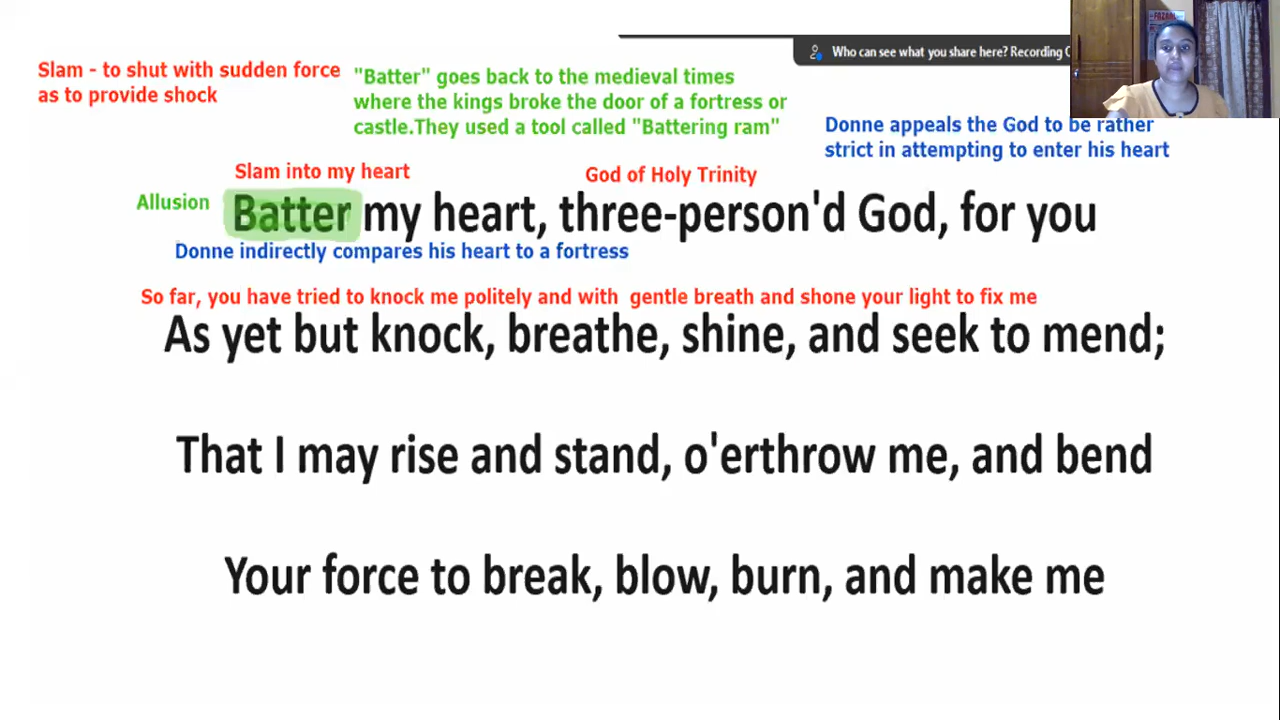 Who can see what you share here? Recording
Slam - to shut with sudden force
as to provide shock
"Batter" goes back to the medieval times
where the kings broke the door of a fortress or
castle.They used a tool called "Battering ram"
Donne appeals the God to be rather
strict in attempting to enter his heart
Slam into my heart
God of Holy Trinity
Allusion
Batter my heart, three-person'd God, for you
Donne indirectly compares his heart to a fortress
So far, you have tried to knock me politely and with gentle breath and shone your light to fix me
As yet but knock, breathe, shine, and seek to mend;
That I may rise and stand, o'erthrow me, and bend
Your force to break, blow, burn, and make me